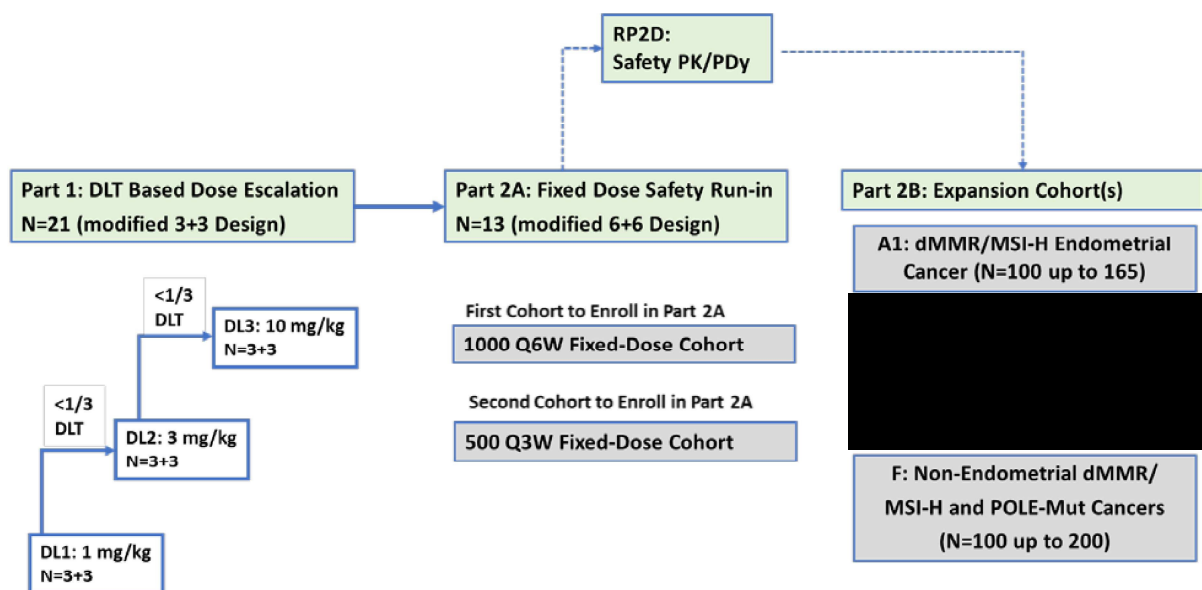 RP2D:
Safety PK/PDy
Part 1: DLT Based Dose Escalation
N=21 (modified 3+3 Design)
Part 2A: Fixed Dose Safety Run-in
N=13 (modified 6+6 Design)
Part 2B: Expansion Cohort(s)
A1: dMMR/MSI-H Endometrial
Cancer (N=100 up to 165)
<1/3
DLT
DL3: 10 mg/kg
N=3+3
First Cohort to Enroll in Part 2A
1000 Q6W Fixed-Dose Cohort
<1/3
DLT
DL2: 3 mg/kg
N=3+3
Second Cohort to Enroll in Part 2A
500 Q3W Fixed-Dose Cohort
F: Non-Endometrial dMMR/
MSI-H and POLE-Mut Cancers
(N=100 up to 200)
DL1: 1 mg/kg
N=3+3